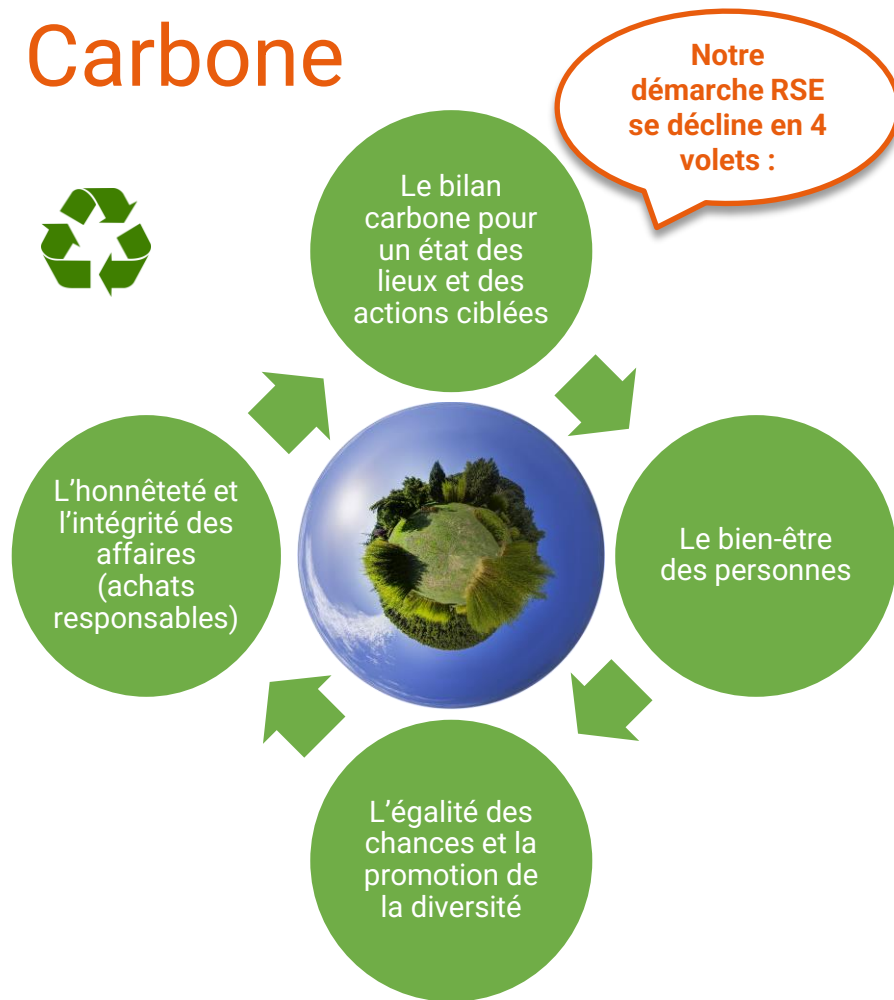 Carbone
Notre
démarche RSE
se décline en 4
volets :
Le bilan
carbone pour
un état des
lieux et des
actions ciblées
Le bien-être
des personnes
L'égalité des
chances et la
promotion de
la diversité
L'honnêteté et
l'intégrité des
affaires
(achats
responsables)